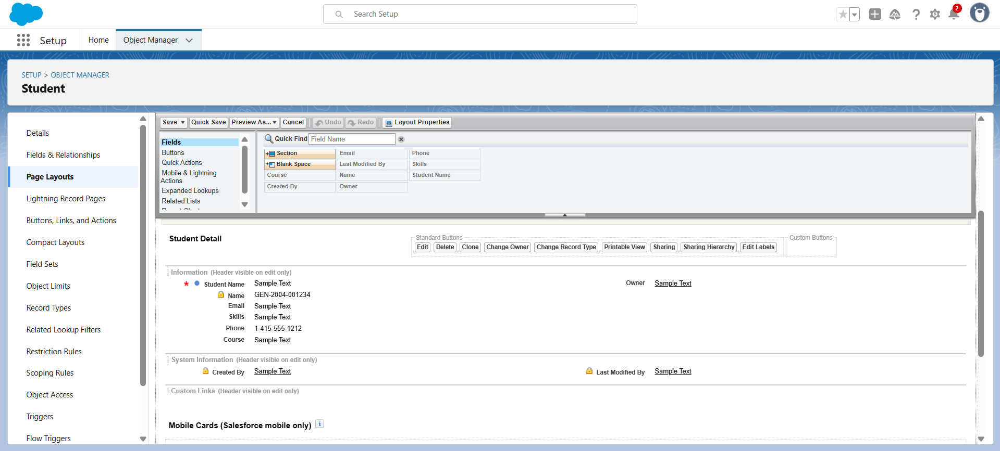 Search Setup
2
Setup
Home
Object Manager
SETUP > OBJECT MANAGER
Student
Details
Fields & Relationships
Page Layouts
Lightning Record Pages
Buttons, Links, and Actions
Compact Layouts
Field Sets
Object Limits
Record Types
Related Lookup Filters
Restriction Rules
Scoping Rules
Object Access
Triggers
Flow Triggers
Save Quick Save Preview As... Cancel Undo Redo Layout Properties
Fields
Buttons
Quick Actions
Mobile & Lightning
Actions
Expanded Lookups
Related Lists
Quick Find Field Name
Section Email Phone
Blank Space Last Modified By Skills
Course Name Student Name
Created By Owner
Student Detail
Standard Buttons
Edit Delete Clone Change Owner Change Record Type Printable View Sharing Sharing Hierarchy Edit Labels
Custom Buttons
Information (Header visible on edit only)
* Student Name Sample Text Owner Sample Text
Name GEN-2004-001234
Email Sample Text
Skills Sample Text
Phone 1-415-555-1212
Course Sample Text
System Information (Header visible on edit only)
Created By Sample Text Last Modified By Sample Text
Custom Links (Header visible on edit only)
Mobile Cards (Salesforce mobile only) i